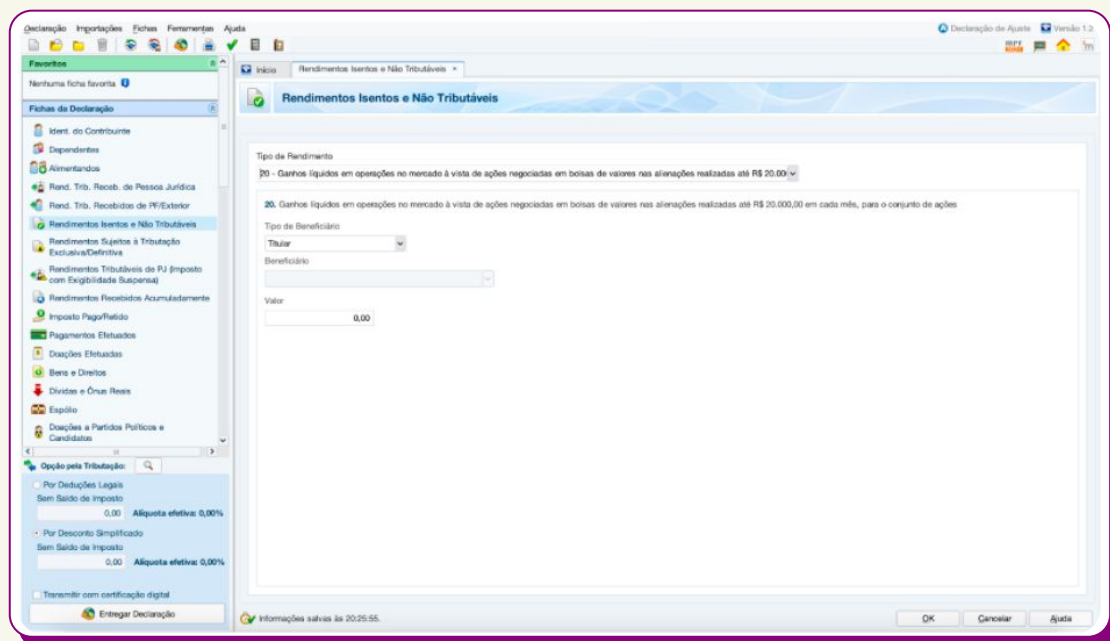 Declaração Importações Fichas Ferramentas Ajuda
Declaração de Ajuste Versão 1.2
Favoritos
Nenhuma ficha favorita
Fichas da Declaração
Ident. do Contribuinte
Dependentes
Alimentandos
Rend. Trib. Receb. de Pessoa Jurídica
Rend. Trib. Recebidos de PF/Exterior
Rendimentos Isentos e Não Tributáveis
Rendimentos Sujeitos à Tributação
Exclusiva/Definitiva
Rendimentos Tributáveis de PJ (Imposto
com Exigibilidade Suspensa)
Rendimentos Recebidos Acumuladamente
Imposto Pago/Retido
Pagamentos Efetuados
Doações Efetuadas
Bens e Direitos
Dívidas e Ônus Reais
Espólio
Doações a Partidos Políticos e
Candidatos
Opção pela Tributação:
Por Deduções Legais
Sem Saldo de Imposto
0,00 Alíquota efetiva: 0,00%
Por Desconto Simplificado
Sem Saldo de Imposto
0,00 Alíquota efetiva: 0,00%
Transmitir com certificação digital
Entregar Declaração
Início Rendimentos Isentos e Não Tributáveis
Rendimentos Isentos e Não Tributáveis
Tipo de Rendimento
20 - Ganhos líquidos em operações no mercado à vista de ações negociadas em bolsas de valores nas alienações realizadas até R$ 20.00
20. Ganhos líquidos em operações no mercado à vista de ações negociadas em bolsas de valores nas alienações realizadas até R$ 20.000,00 em cada mês, para o conjunto de ações
Tipo de Beneficiário
Titular
Beneficiário
Valor
0,00
Informações salvas às 20:25:55.
OK Cancelar Ajuda